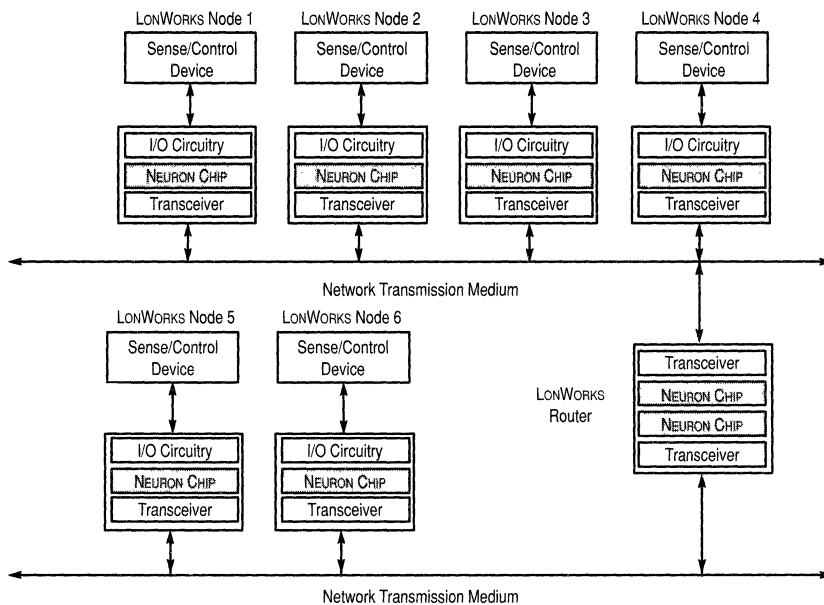 LONWORKS Node 1
LONWORKS Node 2
LONWORKS Node 3
LONWORKS Node 4
Sense/Control
Device
Sense/Control
Device
Sense/Control
Device
Sense/Control
Device
I/O Circuitry
NEURON CHIP
Transceiver
I/O Circuitry
NEURON CHIP
Transceiver
I/O Circuitry
NEURON CHIP
Transceiver
I/O Circuitry
NEURON CHIP
Transceiver
Network Transmission Medium
LONWORKS Node 5
LONWORKS Node 6
Sense/Control
Device
Sense/Control
Device
I/O Circuitry
NEURON CHIP
Transceiver
I/O Circuitry
NEURON CHIP
Transceiver
LONWORKS
Router
Transceiver
NEURON CHIP
NEURON CHIP
Transceiver
Network Transmission Medium